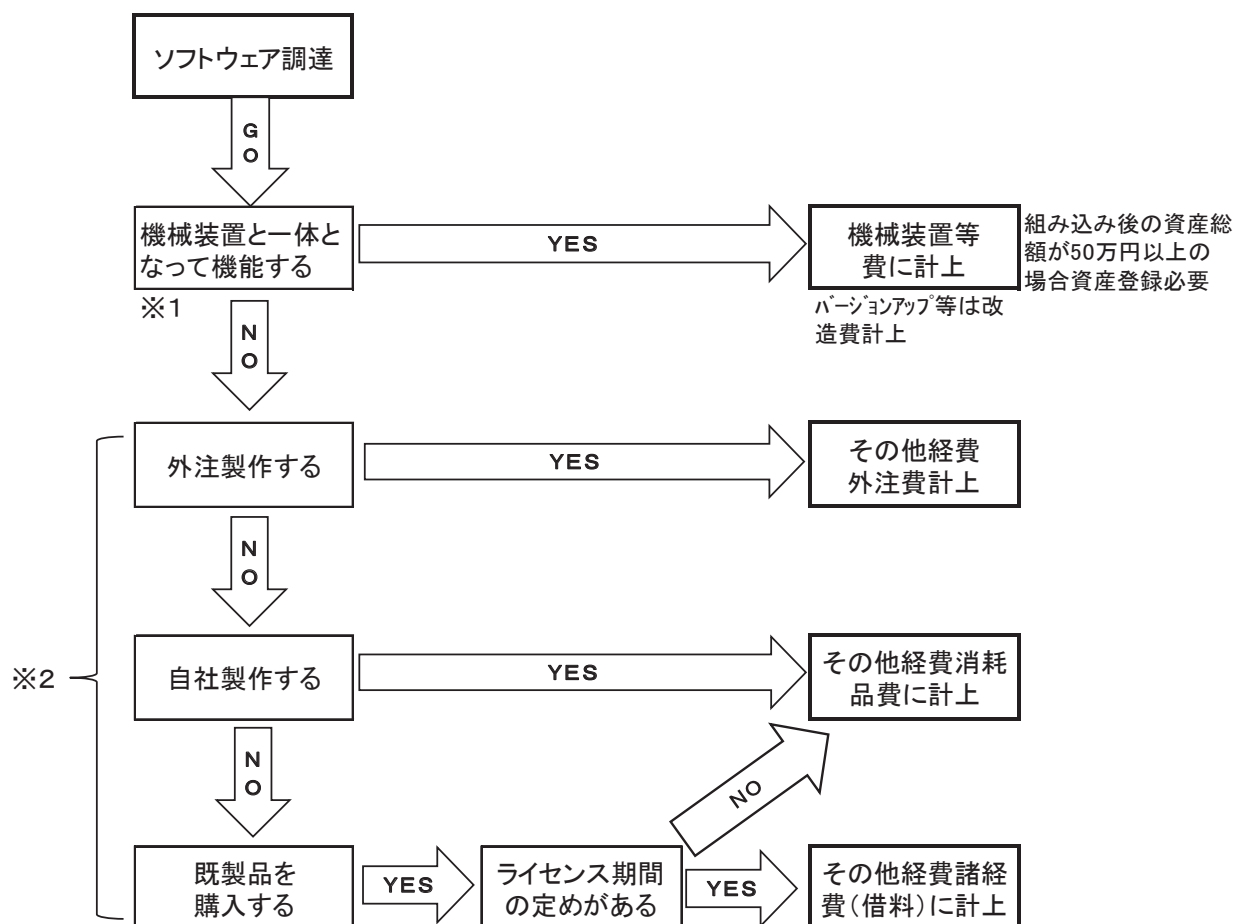 ソフトウェア調達
G
O
機械装置と一体と
なって機能する
※1
YES
機械装置等
費に計上
組み込み後の資産総
額が50万円以上の
場合資産登録必要
バージョンアップ等は改
造費計上
N
O
外注製作する
YES
その他経費
外注費計上
N
O
※2
自社製作する
YES
その他経費消耗
品費に計上
N
O
NO
既製品を
購入する
YES
ライセンス期間
の定めがある
YES
その他経費諸経
費(借料)に計上